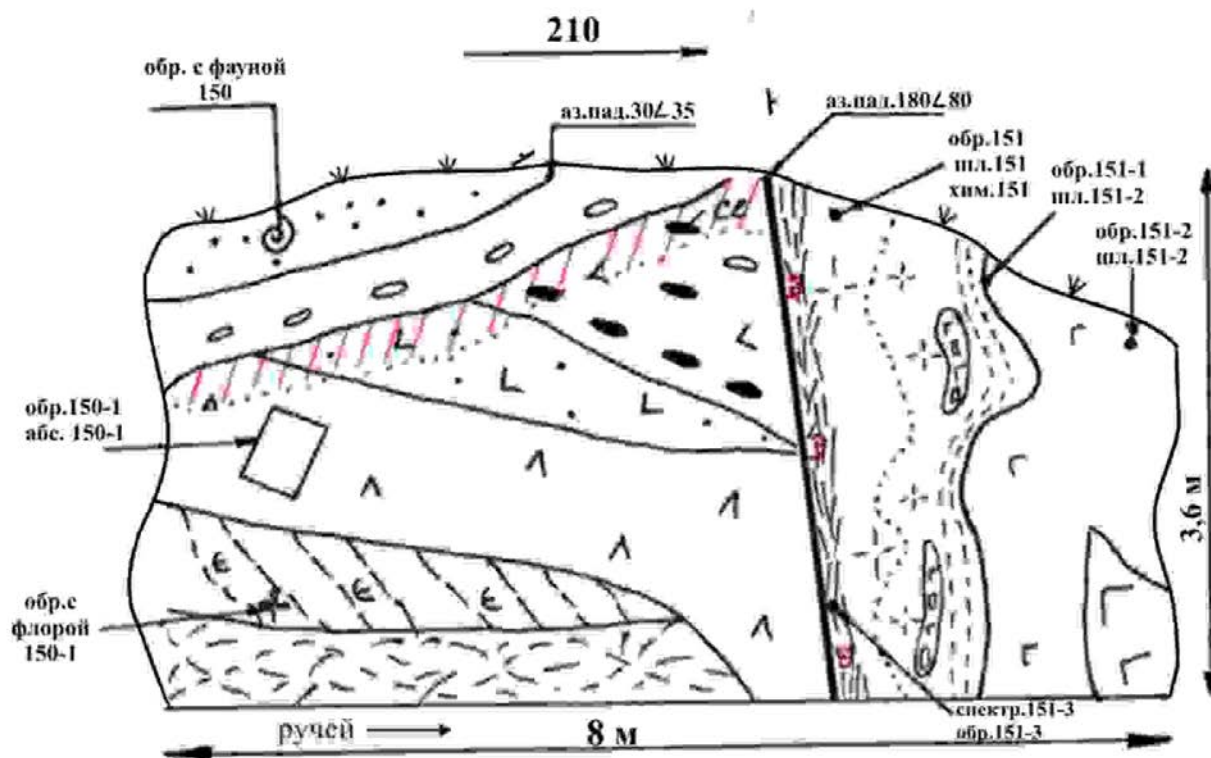 210
обр. с фауной
150
аз.пад.30∠35
аз.пад.180∠80
обр.151
шл.151
хим.151
обр.151-1
шл.151-2
обр.151-2
шл.151-2
обр.150-1
абс. 150-1
3,6 м
обр.с
флорой
150-1
спектр.151-3
обр.151-3
ручей
8 м